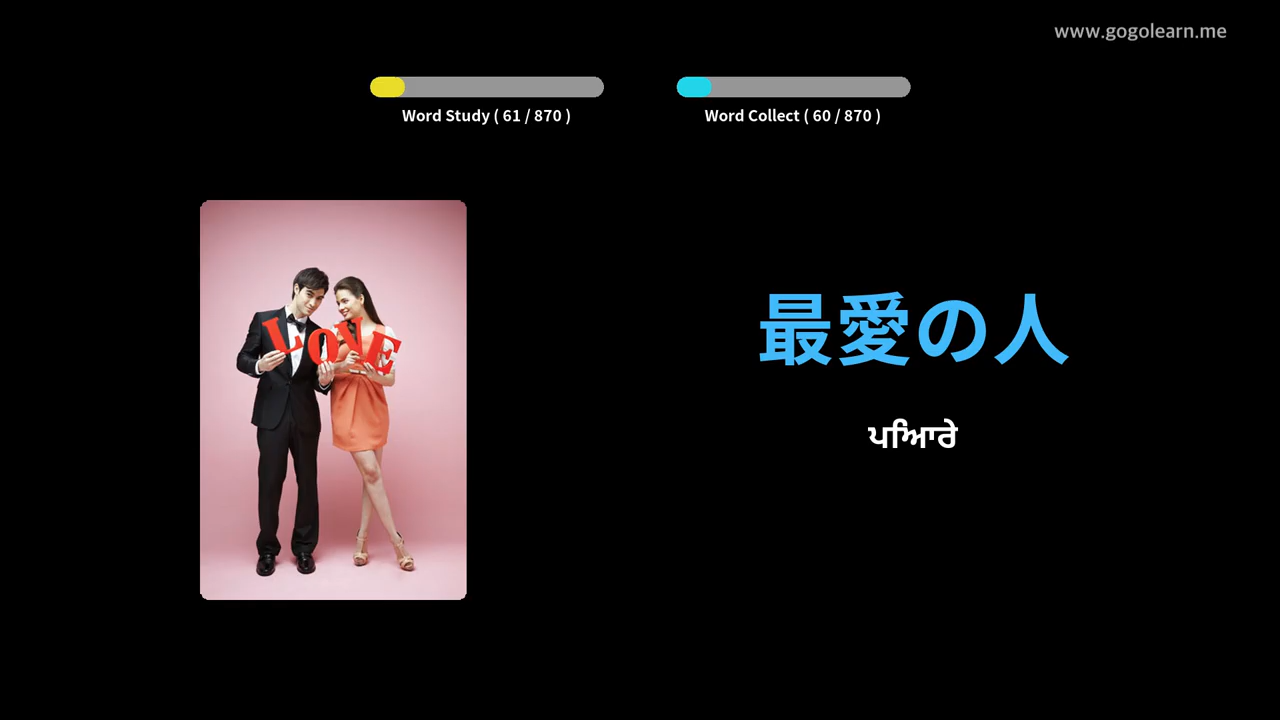 www.gogolearn.me
Word Study ( 61 / 870 )
Word Collect ( 60 / 870 )
LOVE
最愛の人
ਪਿਆਰੇ